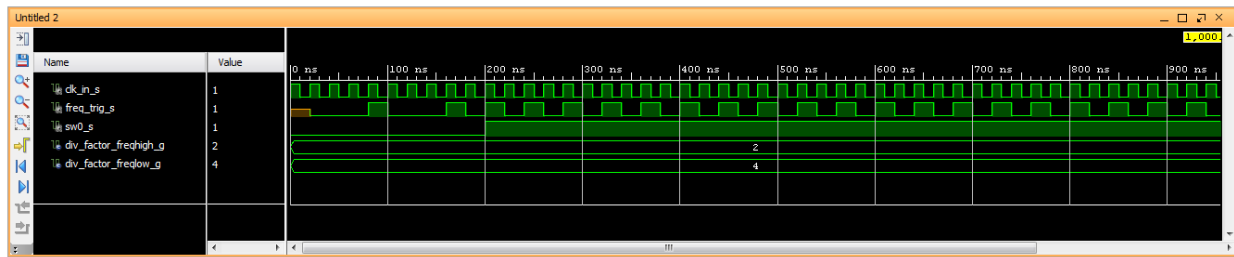 Untitled 2
1,000.
Name Value
0 ns 100 ns 200 ns 300 ns 400 ns 500 ns 600 ns 700 ns 800 ns 900 ns
clk_in_s 1
freq_trig_s 1
sw0_s 1
div_factor_freqhigh_g 2 2
div_factor_freqlow_g 4 4